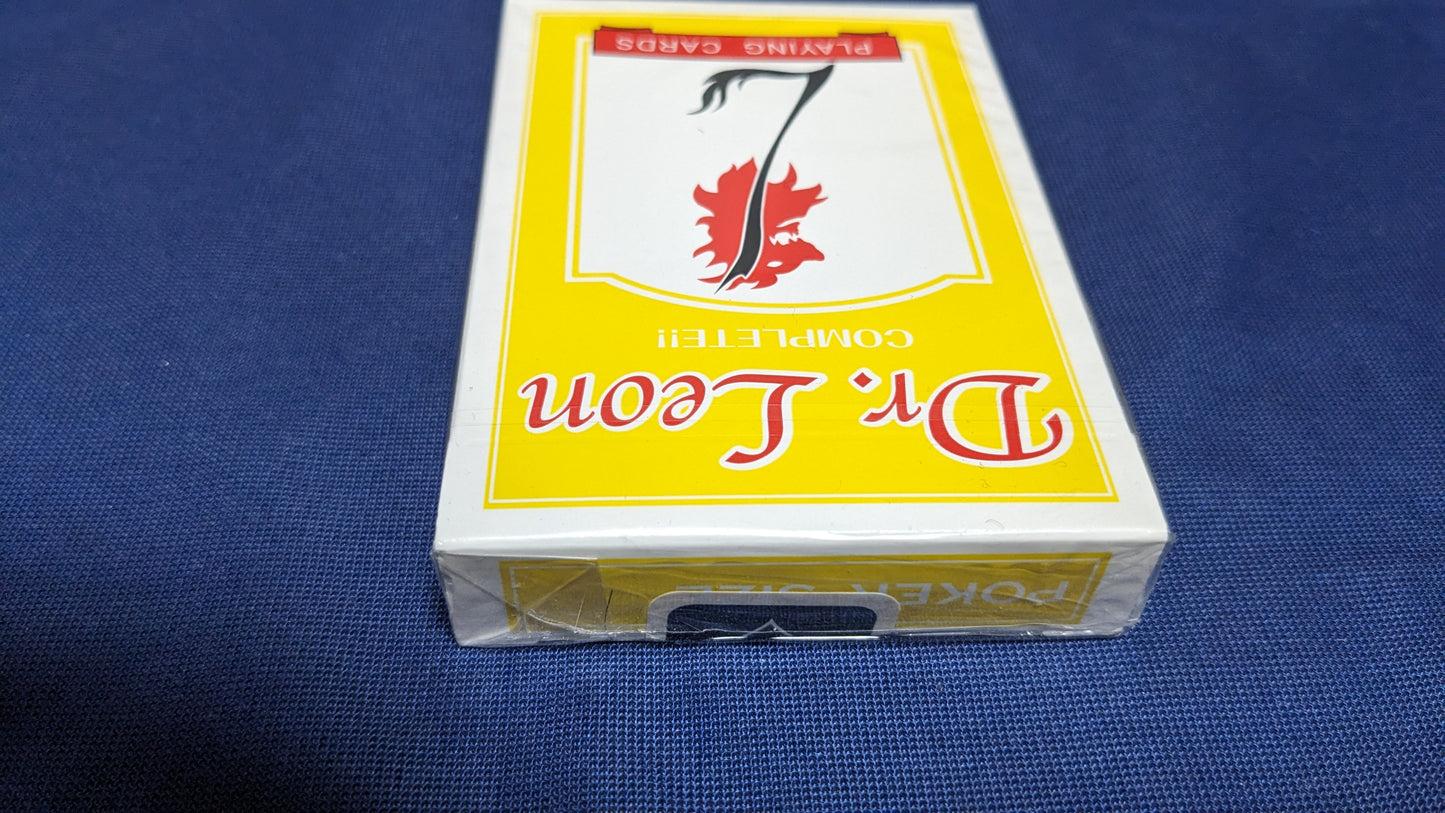 Dr. Leon
COMPLETE!!
7
PLAYING CARDS
POKER SIZE